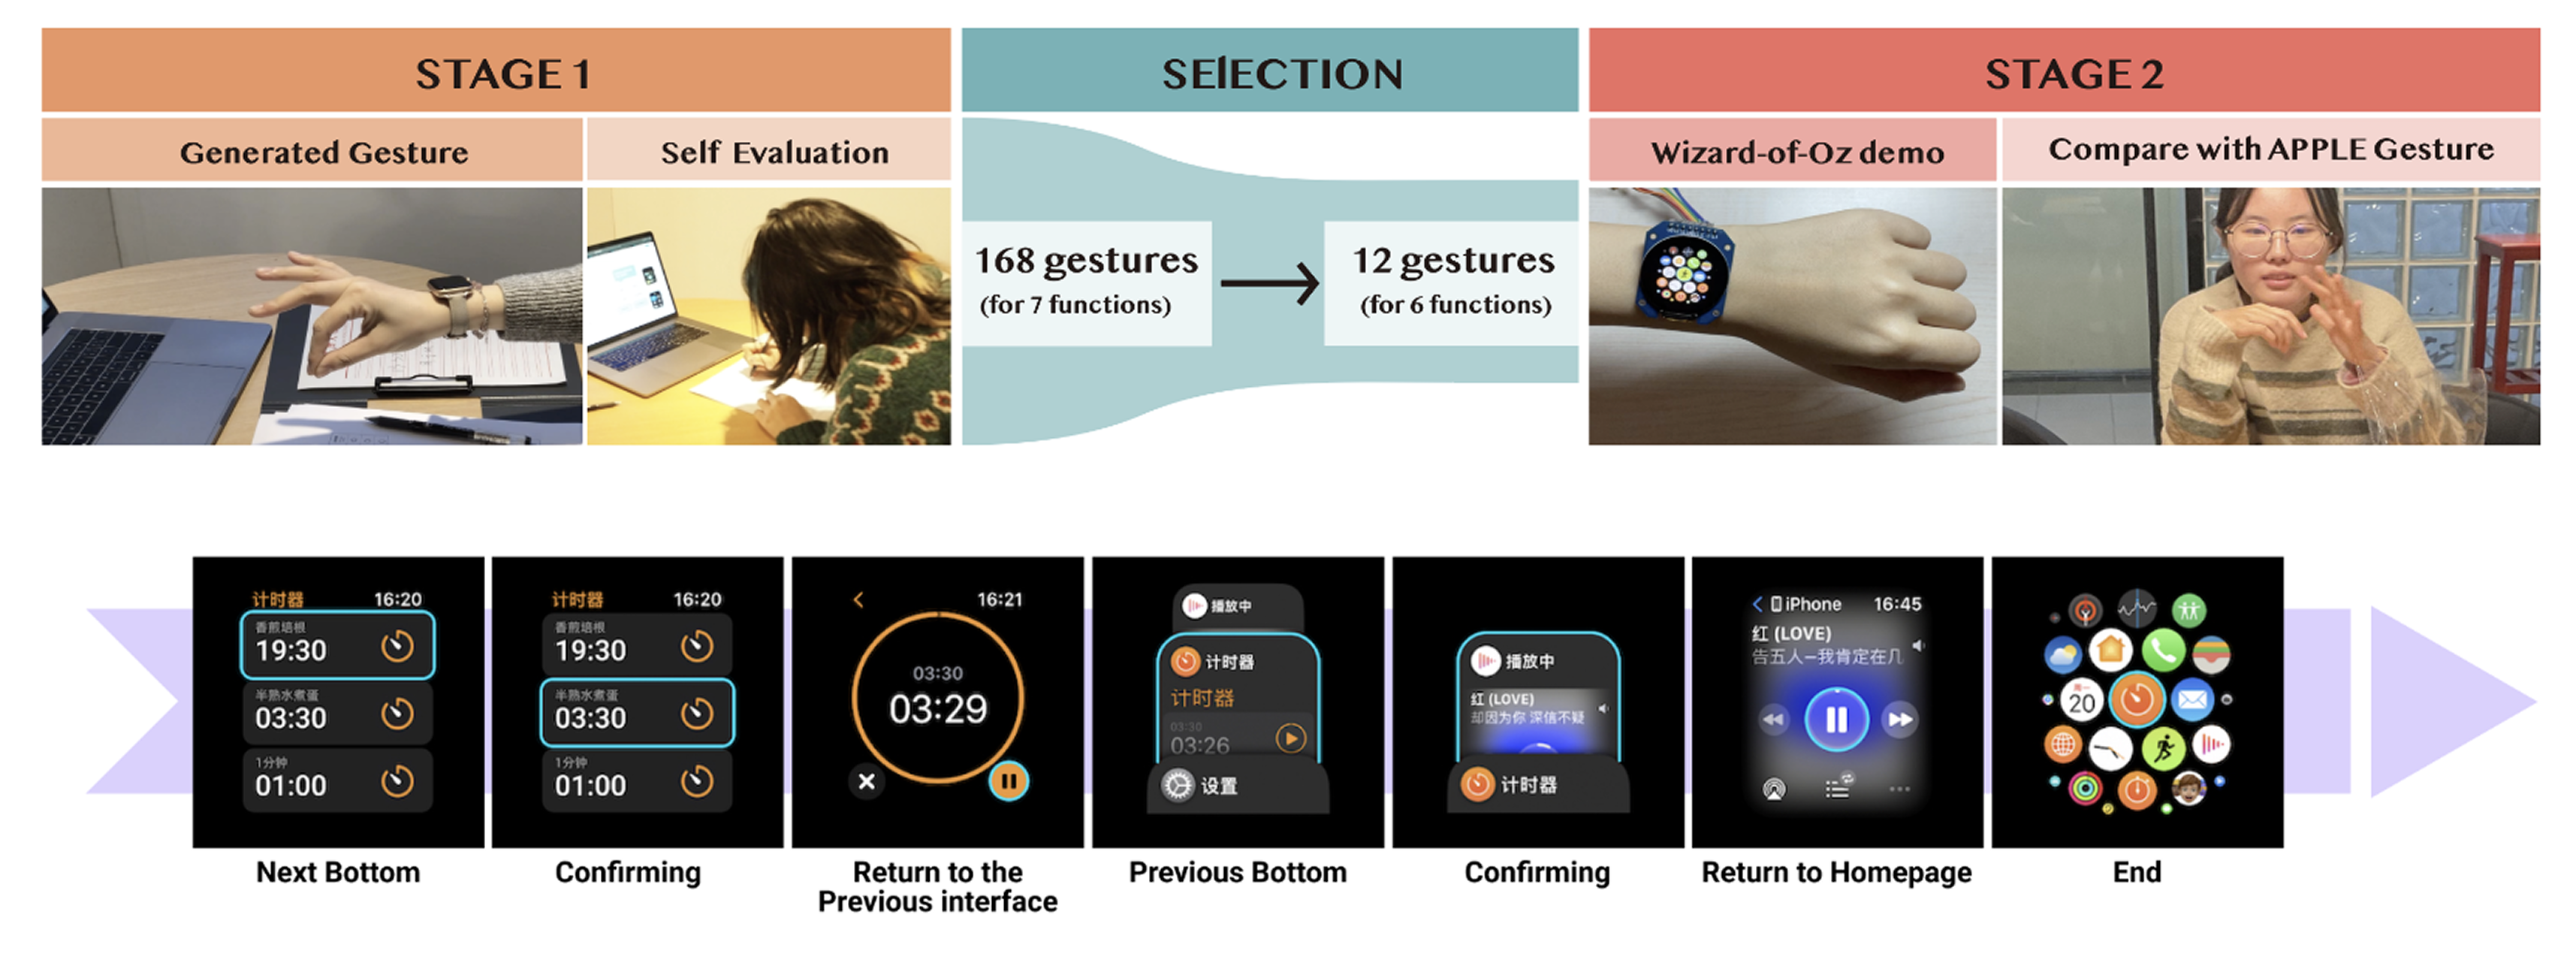 STAGE 1
SElECTION
STAGE 2
Generated Gesture
Self Evaluation
Wizard-of-Oz demo
Compare with APPLE Gesture
168 gestures
(for 7 functions)
12 gestures
(for 6 functions)
计时器 16:20
香煎培根
19:30
半熟水煮蛋
03:30
1分钟
01:00
Next Bottom
计时器 16:20
香煎培根
19:30
半熟水煮蛋
03:30
1分钟
01:00
Confirming
16:21
03:30
03:29
Return to the
Previous interface
播放中
计时器
计时器
03:30
03:26
设置
Previous Bottom
播放中
红 (LOVE)
却因为你 深信不疑
计时器
Confirming
iPhone 16:45
红 (LOVE)
告五人—我肯定在几
Return to Homepage
周一
20
End